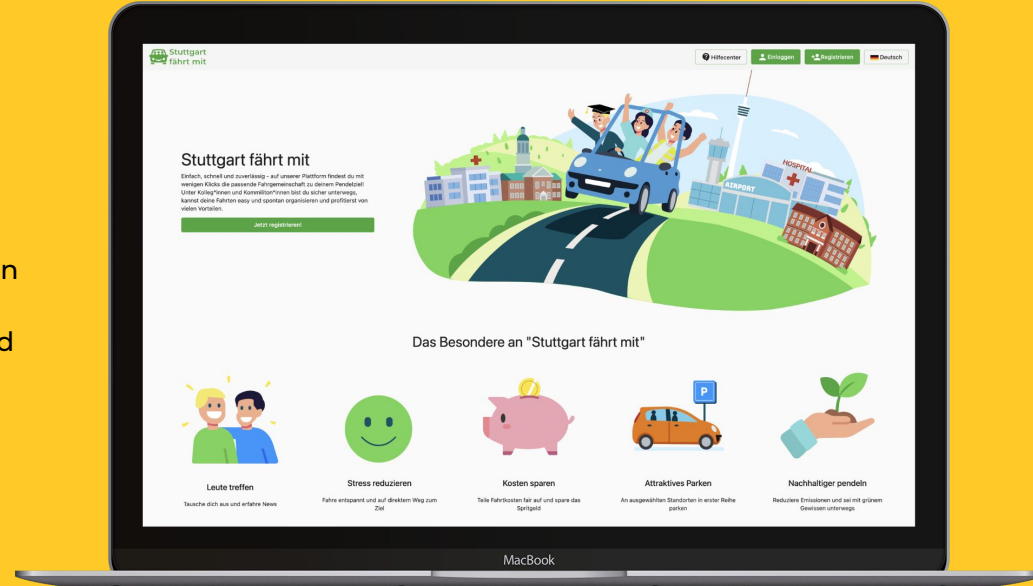 n
d
Stuttgart
fährt mit
Hilfecenter
Einloggen
Registrieren
Deutsch
Stuttgart fährt mit
Einfach, schnell und zuverlässig - auf unserer Plattform findest du mit
wenigen Klicks die passende Fahrgemeinschaft zu deinem Pendelziel!
Unter Kolleg*innen und Kommiliton*innen bist du sicher unterwegs,
kannst deine Fahrten easy und spontan organisieren und profitierst von
vielen Vorteilen.
Jetzt registrieren!
AIRPORT
HOSPITAL
Das Besondere an "Stuttgart fährt mit"
P
Leute treffen
Tausche dich aus und erfahre News
Stress reduzieren
Fahre entspannt und auf direktem Weg zum
Ziel
Kosten sparen
Teile Fahrtkosten fair auf und spare das
Spritgeld
Attraktives Parken
An ausgewählten Standorten in erster Reihe
parken
Nachhaltiger pendeln
Reduziere Emissionen und sei mit grünem
Gewissen unterwegs
MacBook